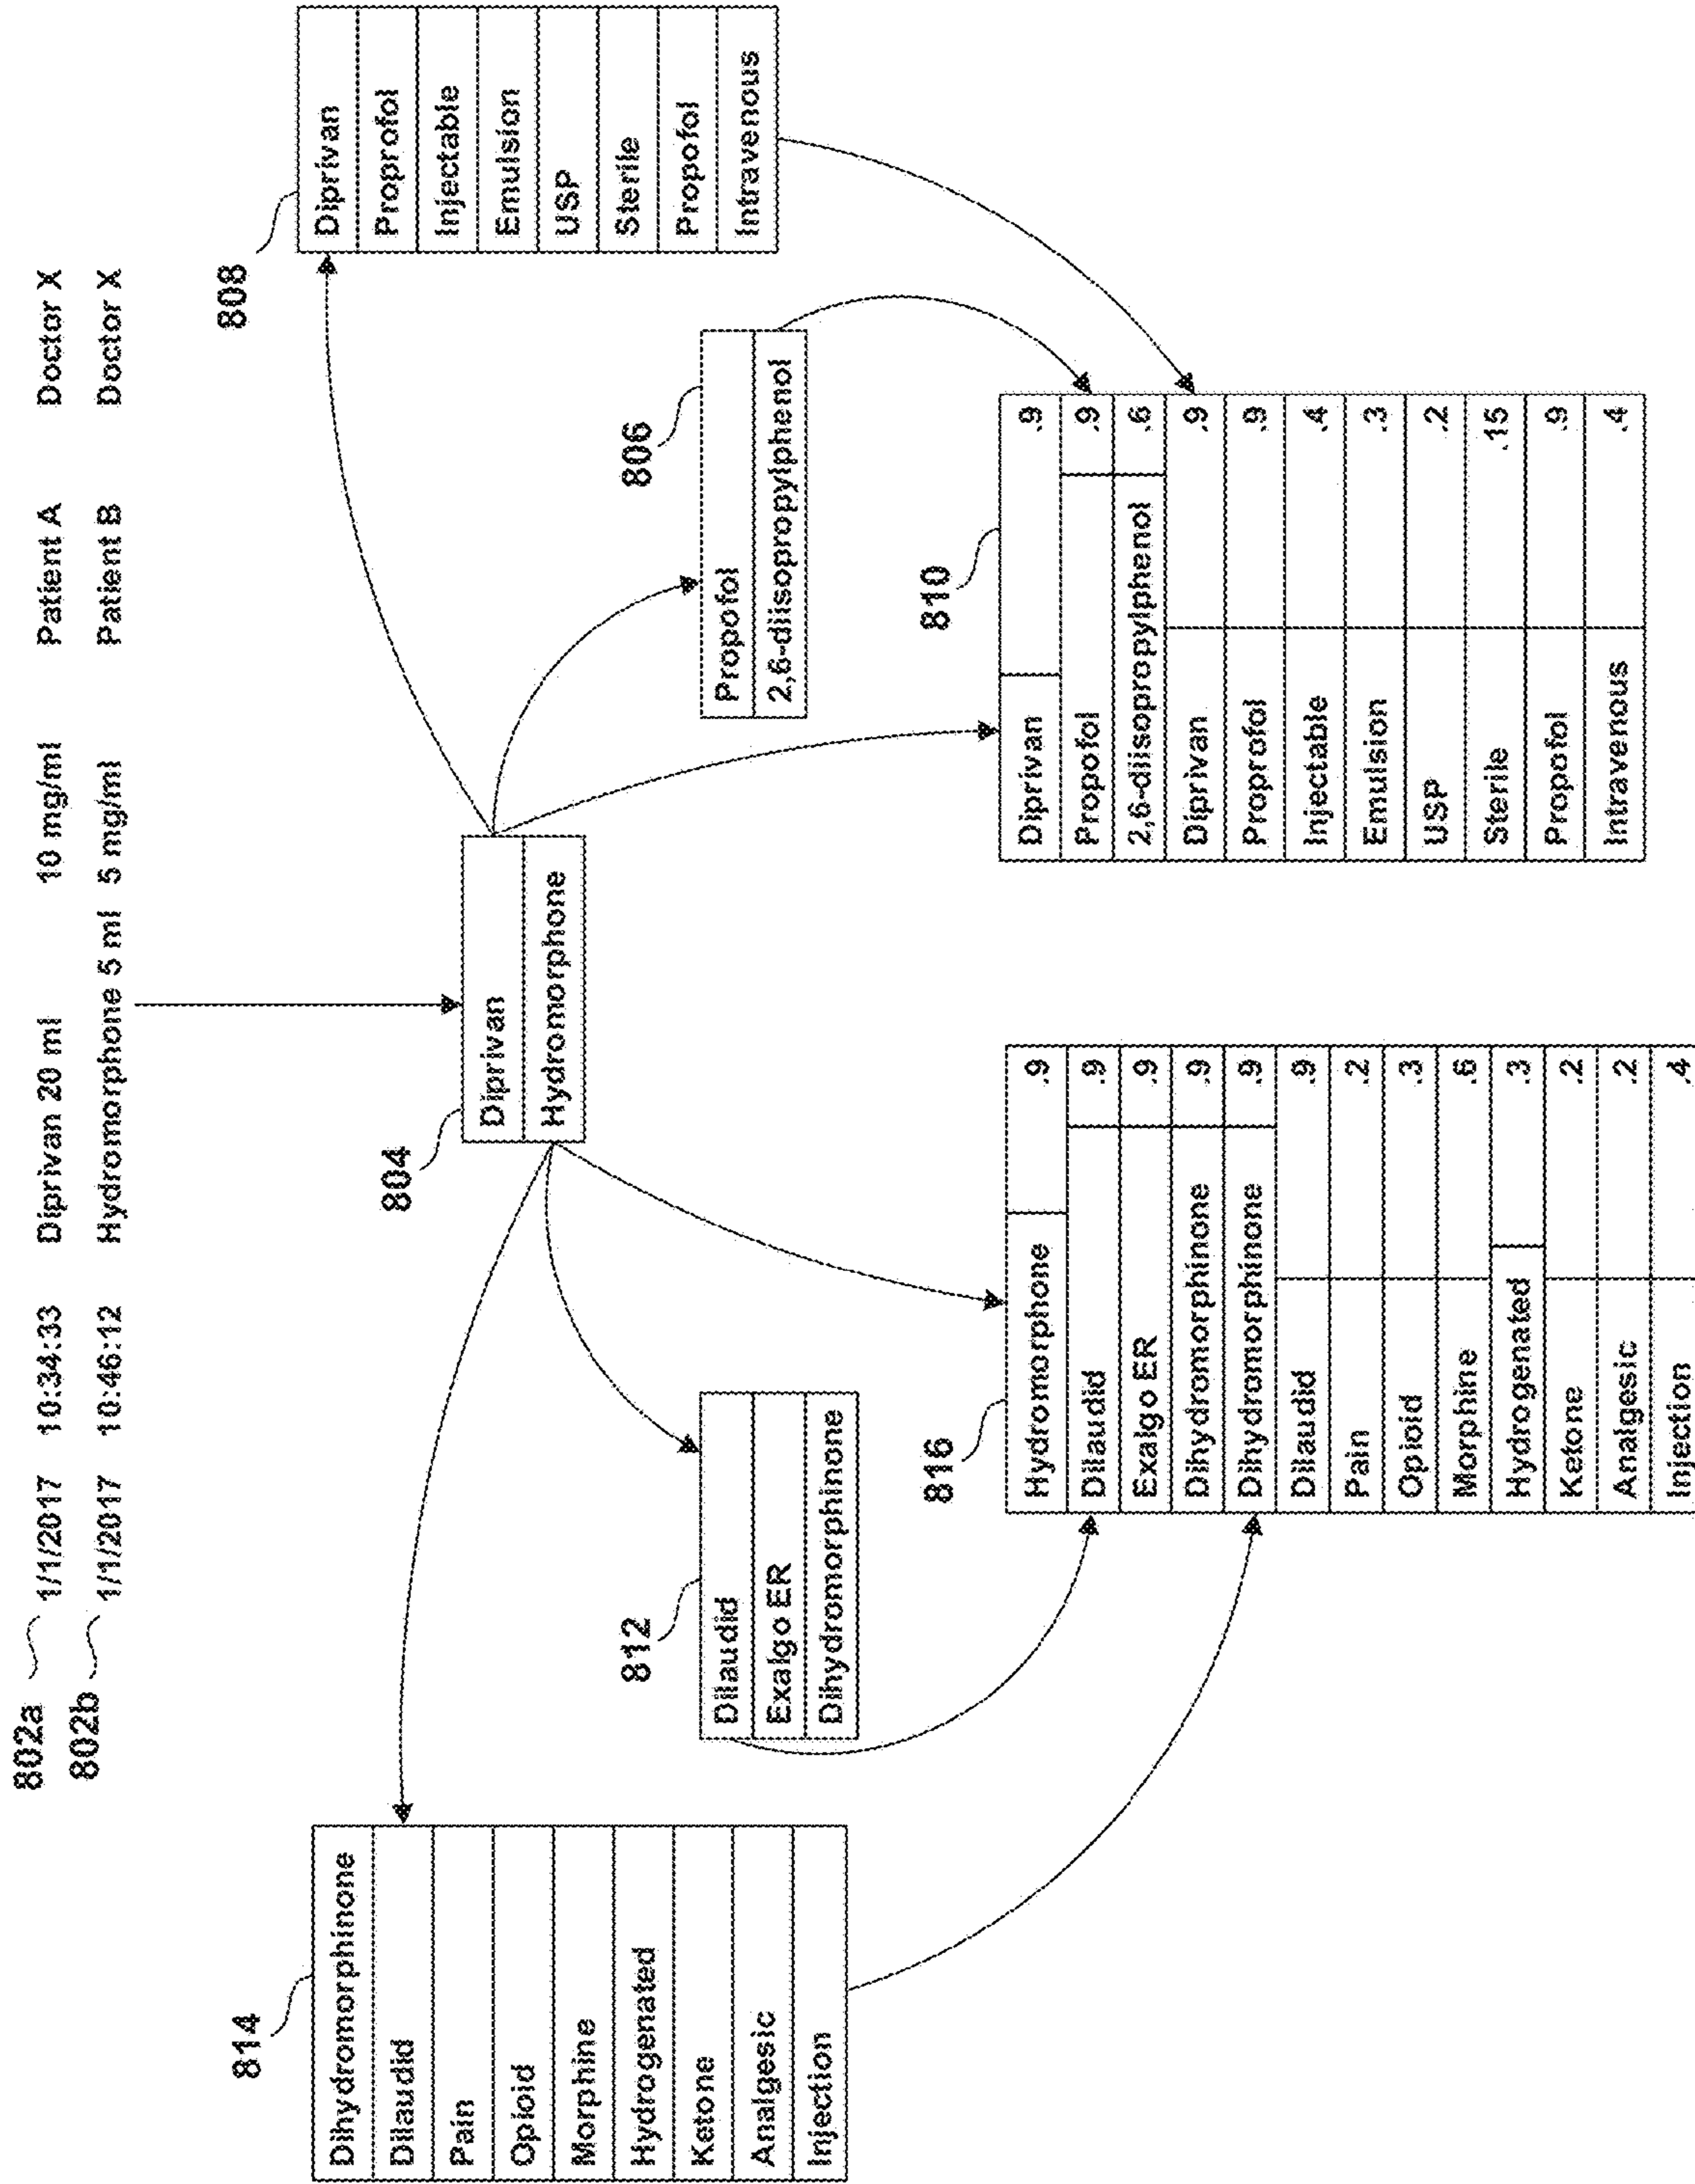 802a 1/1/2017 10:34:33 Diprivan 20 ml 10 mg/ml Patient A Doctor X
802b 1/1/2017 10:46:12 Hydromorphone 5 ml 5 mg/ml Patient B Doctor X
804
Diprivan
Hydromorphone
814
Dihydromorphinone
Dilaudid
Pain
Opioid
Morphine
Hydrogenated
Ketone
Analgesic
Injection
812
Dilaudid
Exalgo ER
Dihydromorphinone
806
Propofol
2,6-diisopropylphenol
808
Diprivan
Proprofol
Injectable
Emulsion
USP
Sterile
Propofol
Intravenous
816
Hydromorphone .9
Dilaudid .9
Exalgo ER .9
Dihydromorphinone .9
Dihydromorphinone .9
Dilaudid .9
Pain .2
Opioid .3
Morphine .6
Hydrogenated .3
Ketone .2
Analgesic .2
Injection .4
810
Diprivan .9
Propofol .9
2,6-diisopropylphenol .6
Diprivan .9
Proprofol .9
Injectable .4
Emulsion .3
USP .2
Sterile .15
Propofol .9
Intravenous .4